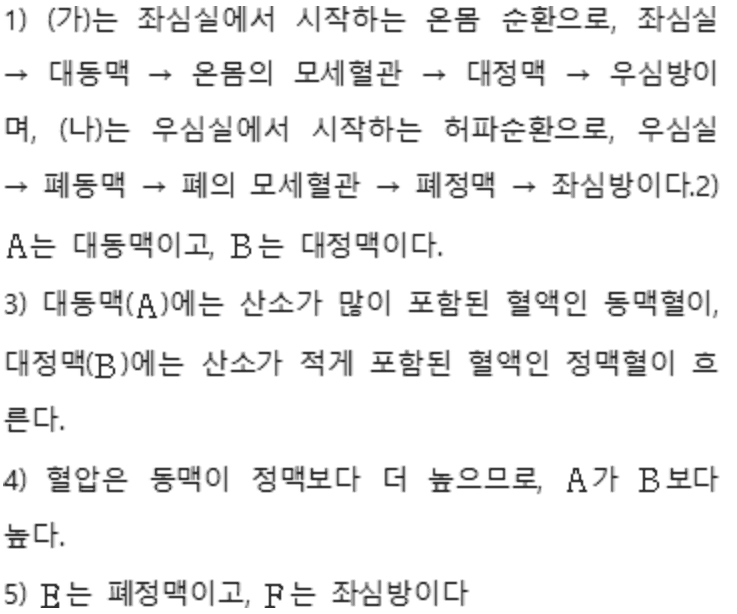 1) (가)는 좌심실에서 시작하는 온몸 순환으로, 좌심실
→ 대동맥 → 온몸의 모세혈관 → 대정맥 → 우심방이
며, (나)는 우심실에서 시작하는 허파순환으로, 우심실
→ 폐동맥 → 폐의 모세혈관 → 폐정맥 → 좌심방이다.2)
A는 대동맥이고, B는 대정맥이다.
3) 대동맥(A)에는 산소가 많이 포함된 혈액인 동맥혈이,
대정맥(B)에는 산소가 적게 포함된 혈액인 정맥혈이 흐
른다.
4) 혈압은 동맥이 정맥보다 더 높으므로, A가 B보다
높다.
5) E는 폐정맥이고, F는 좌심방이다